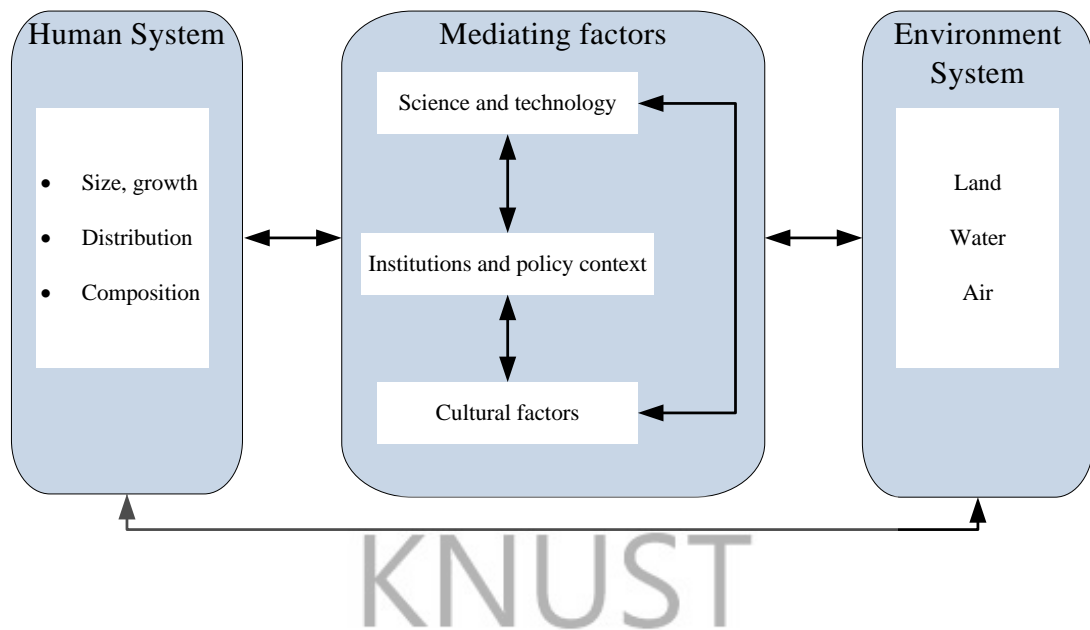 Human System
• Size, growth
• Distribution
• Composition
Mediating factors
Science and technology
Institutions and policy context
Cultural factors
Environment
System
Land
Water
Air
KNUST